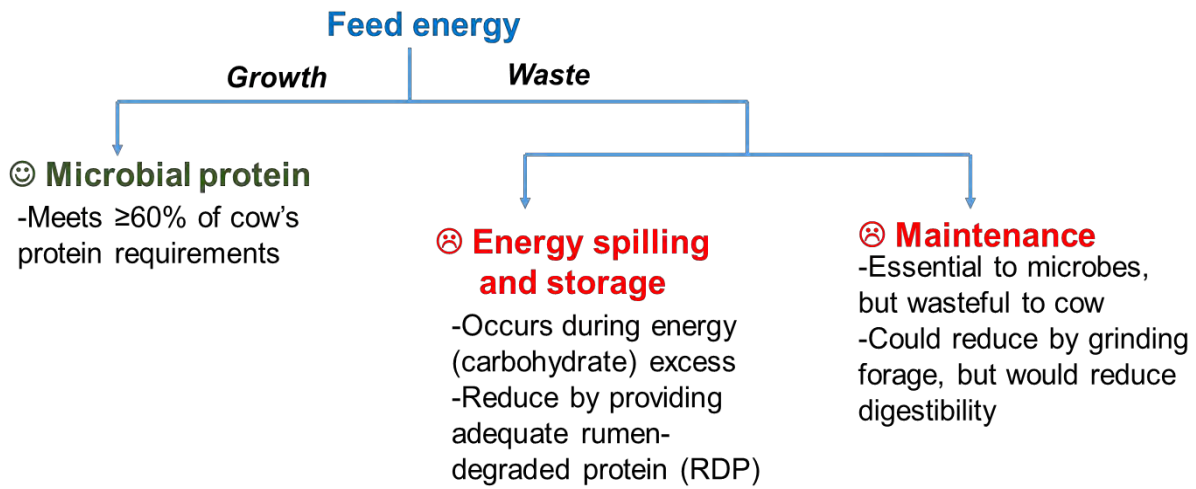 Feed energy
Growth
Waste
☺ Microbial protein
-Meets ≥60% of cow's
protein requirements
☹ Energy spilling
and storage
-Occurs during energy
(carbohydrate) excess
-Reduce by providing
adequate rumen-
degraded protein (RDP)
☹ Maintenance
-Essential to microbes,
but wasteful to cow
-Could reduce by grinding
forage, but would reduce
digestibility